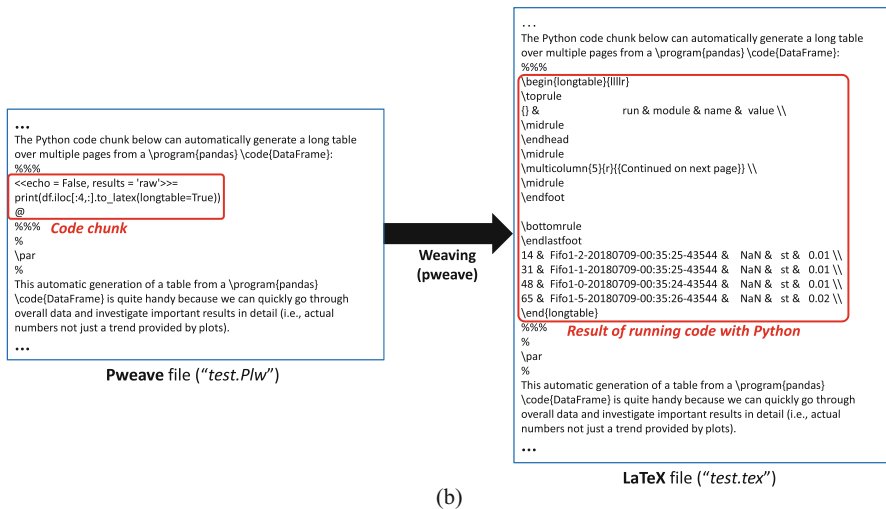 ...
The Python code chunk below can automatically generate a long table
over multiple pages from a \program{pandas} \code{DataFrame}:
%%%
<<echo = False, results = 'raw'>>=
print(df.iloc[:4,:].to_latex(longtable=True))
@
%%% Code chunk
%
\par
%
This automatic generation of a table from a \program{pandas}
\code{DataFrame} is quite handy because we can quickly go through
overall data and investigate important results in detail (i.e., actual
numbers not just a trend provided by plots).
...
Pweave file ("test.Plw")
Weaving
(pweave)
...
The Python code chunk below can automatically generate a long table
over multiple pages from a \program{pandas} \code{DataFrame}:
%%%
\begin{longtable}{llllr}
\toprule
{} & run & module & name & value \\
\midrule
\endhead
\midrule
\multicolumn{5}{r}{{Continued on next page}} \\
\midrule
\endfoot
\bottomrule
\endlastfoot
14 & Fifo1-2-20180709-00:35:25-43544 & NaN & st & 0.01 \\
31 & Fifo1-1-20180709-00:35:25-43544 & NaN & st & 0.01 \\
48 & Fifo1-0-20180709-00:35:24-43544 & NaN & st & 0.01 \\
65 & Fifo1-5-20180709-00:35:26-43544 & NaN & st & 0.02 \\
\end{longtable}
%%% Result of running code with Python
%
\par
%
This automatic generation of a table from a \program{pandas}
\code{DataFrame} is quite handy because we can quickly go through
overall data and investigate important results in detail (i.e., actual
numbers not just a trend provided by plots).
...
LaTeX file ("test.tex")
(b)